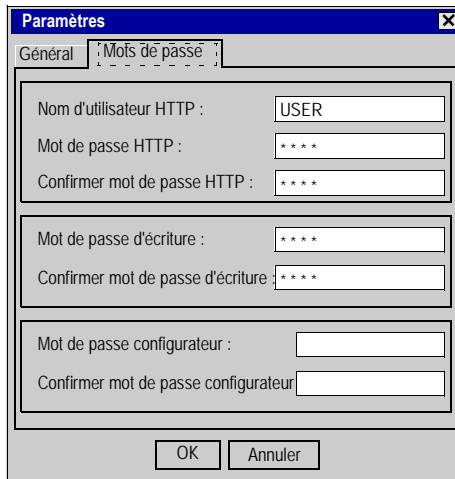 Paramètres
Général Mots de passe
Nom d'utilisateur HTTP : USER
Mot de passe HTTP : ****
Confirmer mot de passe HTTP : ****
Mot de passe d'écriture : ****
Confirmer mot de passe d'écriture : ****
Mot de passe configurateur :
Confirmer mot de passe configurateur
OK Annuler